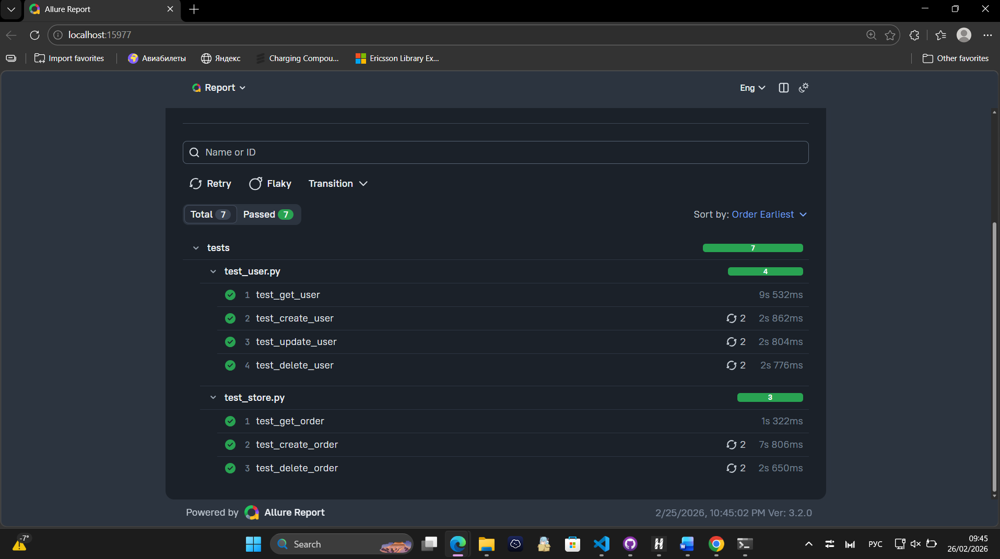 Allure Report
localhost:15977
Import favorites
Авиабилеты
Яндекс
Charging Compou...
Ericsson Library Ex...
Other favorites
Report
Eng
Name or ID
Retry
Flaky
Transition
Total 7
Passed 7
Sort by: Order Earliest
tests 7
test_user.py 4
1 test_get_user 9s 532ms
2 test_create_user 2 2s 862ms
3 test_update_user 2 2s 804ms
4 test_delete_user 2 2s 776ms
test_store.py 3
1 test_get_order 1s 322ms
2 test_create_order 2 7s 806ms
3 test_delete_order 2 2s 650ms
Powered by Allure Report
2/25/2026, 10:45:02 PM Ver: 3.2.0
-7°
Search
РУС
09:45
26/02/2026